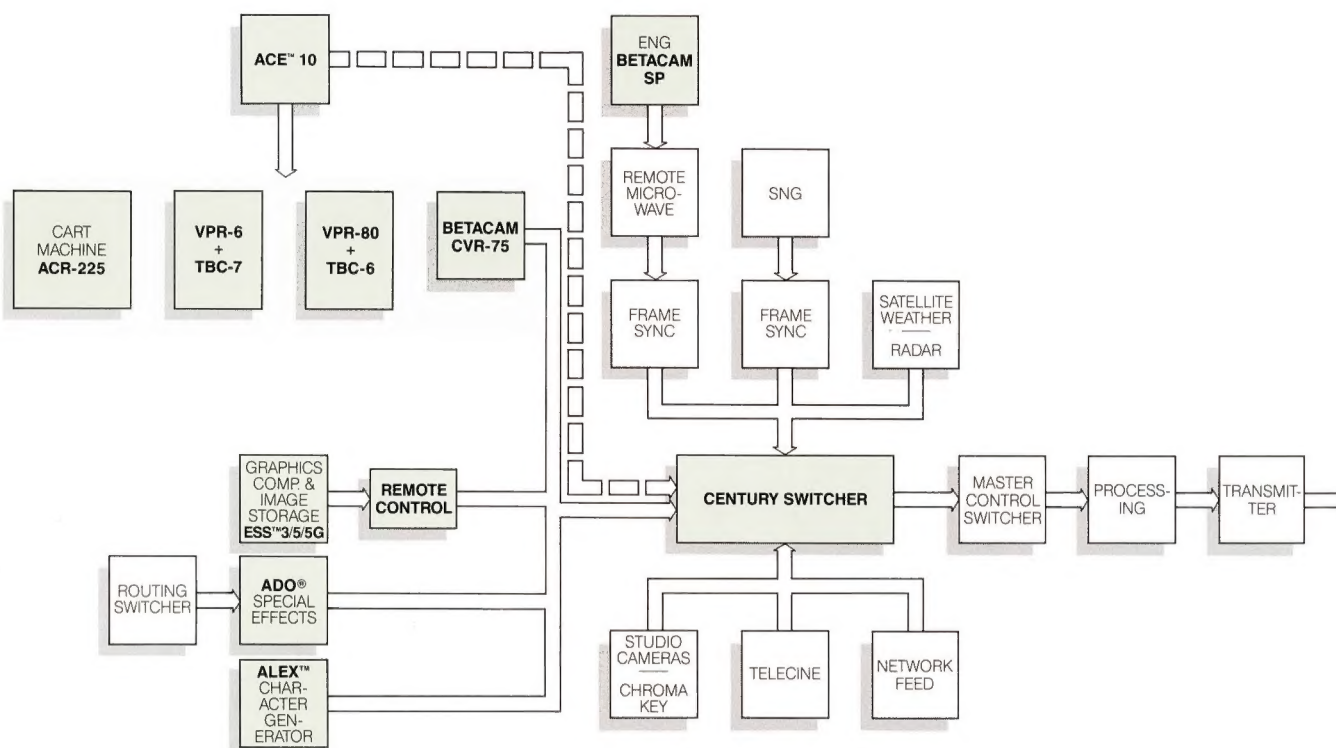 ACE™ 10
ENG
BETACAM
SP
REMOTE
MICRO-
WAVE
SNG
CART
MACHINE
ACR-225
VPR-6
+
TBC-7
VPR-80
+
TBC-6
BETACAM
CVR-75
FRAME
SYNC
FRAME
SYNC
SATELLITE
WEATHER
RADAR
GRAPHICS
COMP. &
IMAGE
STORAGE
ESS™3/5/5G
REMOTE
CONTROL
CENTURY SWITCHER
MASTER
CONTROL
SWITCHER
PROCESS-
ING
TRANSMIT-
TER
ROUTING
SWITCHER
ADO®
SPECIAL
EFFECTS
ALEX™
CHAR-
ACTER
GEN-
ERATOR
STUDIO
CAMERAS
CHROMA
KEY
TELECINE
NETWORK
FEED